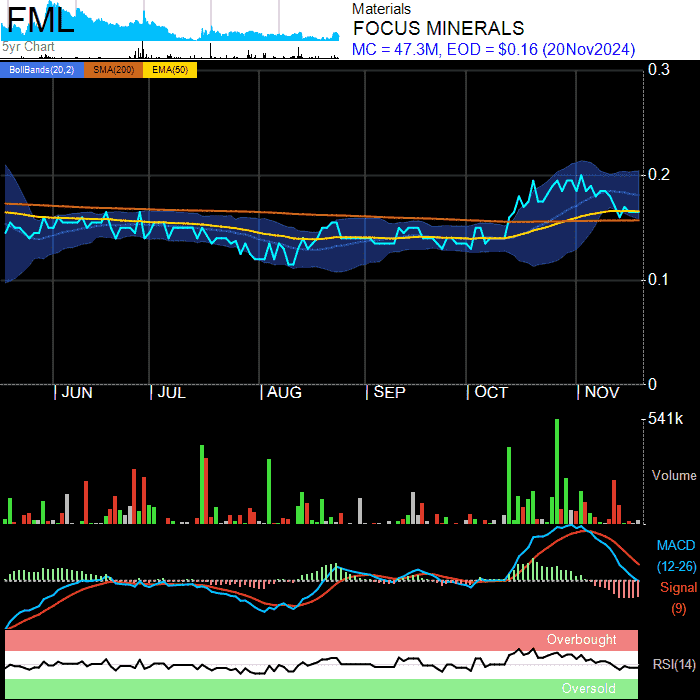 FML
5yr Chart
Materials
FOCUS MINERALS
MC = 47.3M, EOD = $0.16 (20Nov2024)
BollBands(20,2) SMA(200) EMA(50)
0.3
0.2
0.1
0
JUN JUL AUG SEP OCT NOV
541k
Volume
MACD
(12-26)
Signal
(9)
Overbought
RSI(14)
Oversold